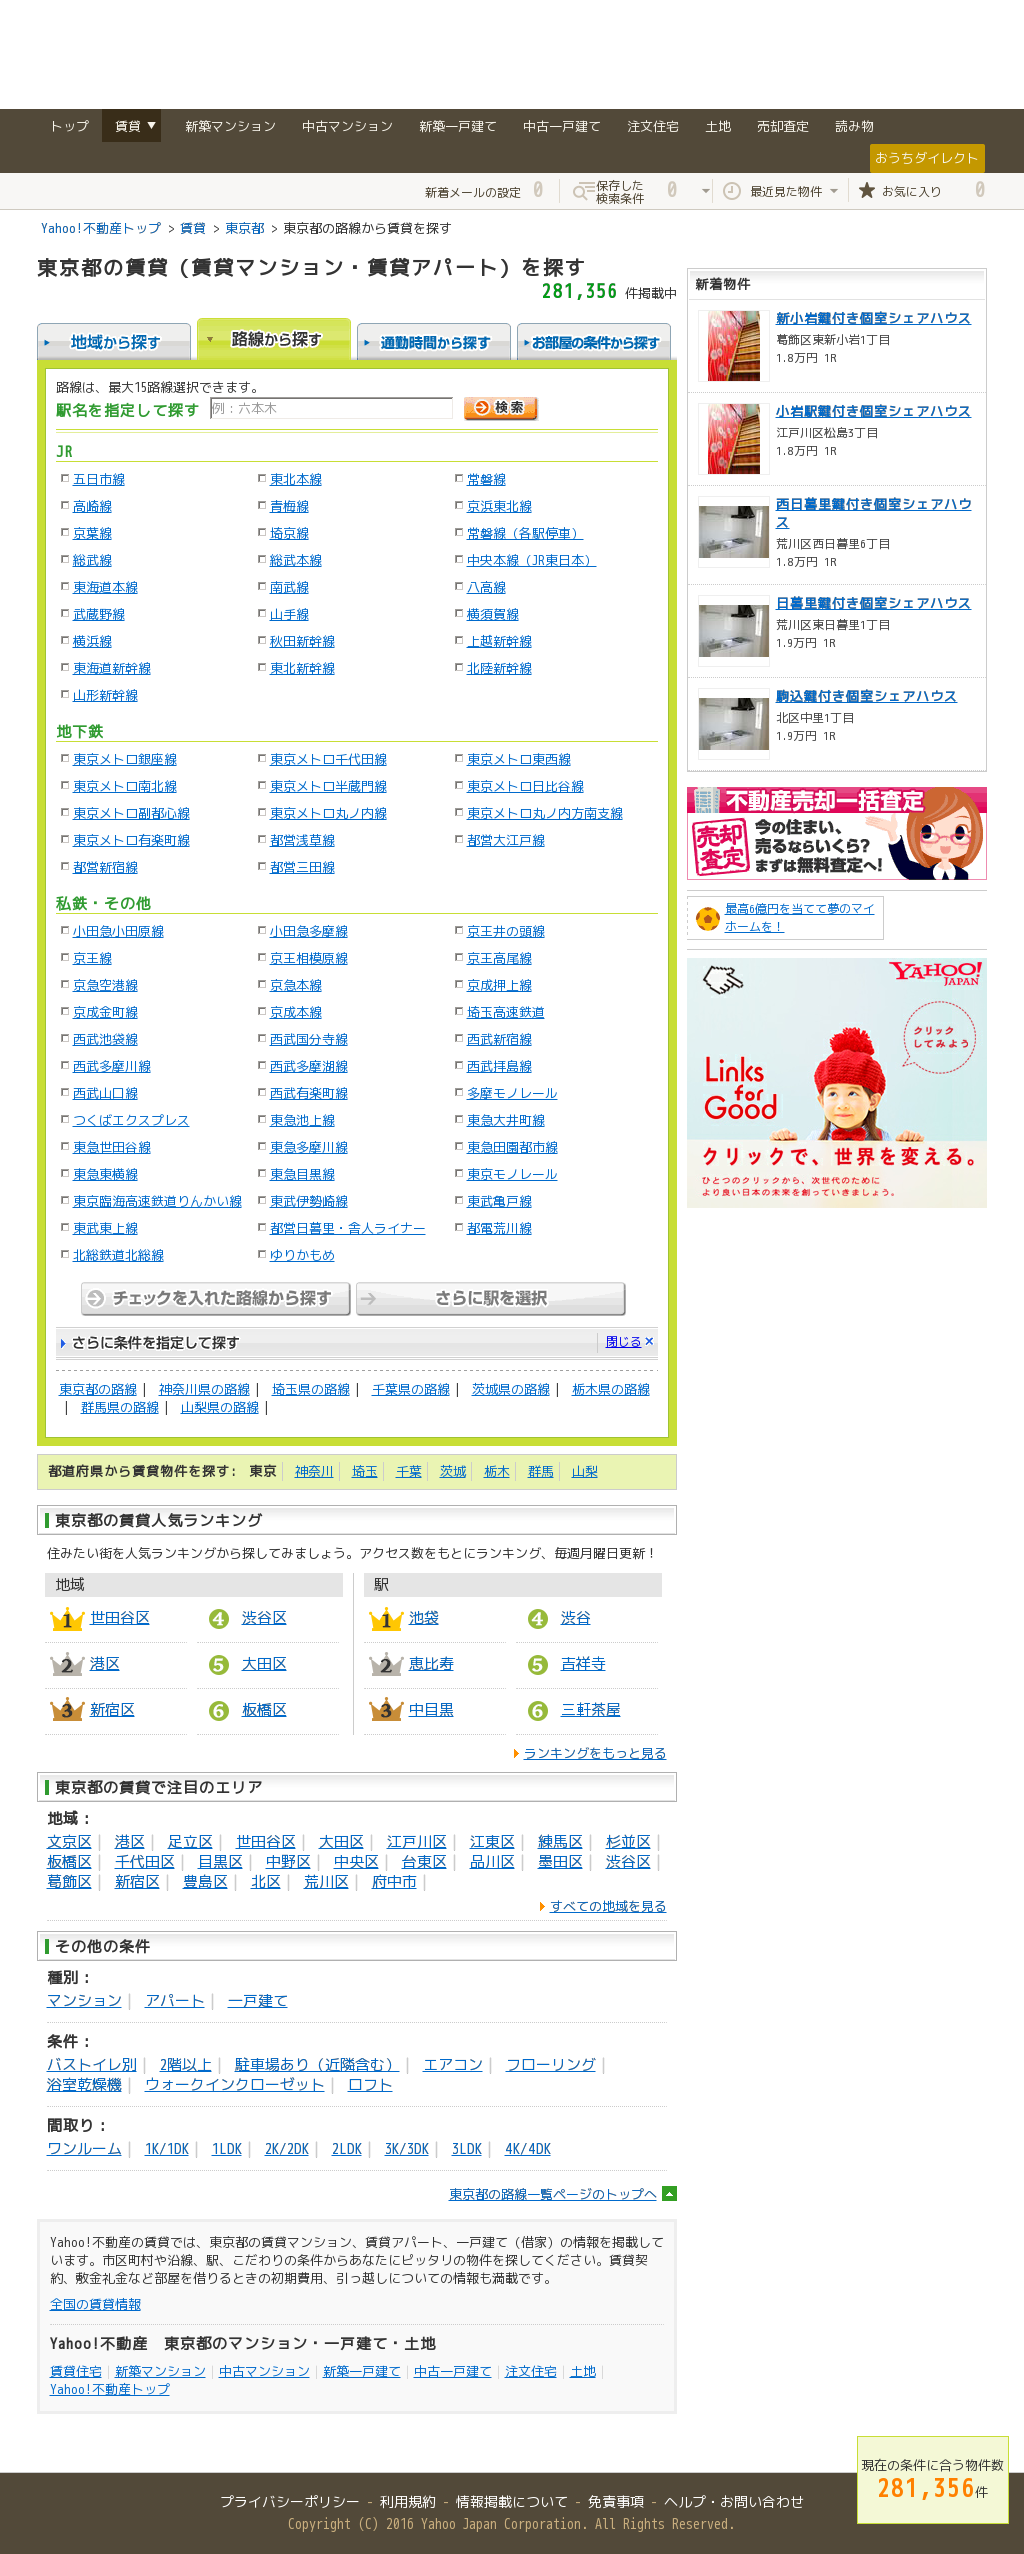 トップ 賃貸 ▼ 新築マンション 中古マンション 新築一戸建て 中古一戸建て 注文住宅 土地 売却査定 読み物
おうちダイレクト
新着メールの設定 0 保存した検索条件 0 最近見た物件 お気に入り 0
Yahoo!不動産トップ > 賃貸 > 東京都 > 東京都の路線から賃貸を探す
東京都の賃貸（賃貸マンション・賃貸アパート）を探す
281,356 件掲載中
地域から探す 路線から探す 通勤時間から探す お部屋の条件から探す
路線は、最大15路線選択できます。
駅名を指定して探す 例：六本木 検索
JR
五日市線 東北本線 常磐線
高崎線 青梅線 京浜東北線
京葉線 埼京線 常磐線（各駅停車）
総武線 総武本線 中央本線（JR東日本）
東海道本線 南武線 八高線
武蔵野線 山手線 横須賀線
横浜線 秋田新幹線 上越新幹線
東海道新幹線 東北新幹線 北陸新幹線
山形新幹線
地下鉄
東京メトロ銀座線 東京メトロ千代田線 東京メトロ東西線
東京メトロ南北線 東京メトロ半蔵門線 東京メトロ日比谷線
東京メトロ副都心線 東京メトロ丸ノ内線 東京メトロ丸ノ内方南支線
東京メトロ有楽町線 都営浅草線 都営大江戸線
都営新宿線 都営三田線
私鉄・その他
小田急小田原線 小田急多摩線 京王井の頭線
京王線 京王相模原線 京王高尾線
京急空港線 京急本線 京成押上線
京成金町線 京成本線 埼玉高速鉄道
西武池袋線 西武国分寺線 西武新宿線
西武多摩川線 西武多摩湖線 西武拝島線
西武山口線 西武有楽町線 多摩モノレール
つくばエクスプレス 東急池上線 東急大井町線
東急世田谷線 東急多摩川線 東急田園都市線
東急東横線 東急目黒線 東京モノレール
東京臨海高速鉄道りんかい線 東武伊勢崎線 東武亀戸線
東武東上線 都営日暮里・舎人ライナー 都電荒川線
北総鉄道北総線 ゆりかもめ
チェックを入れた路線から探す さらに駅を選択
さらに条件を指定して探す 閉じる ×
東京都の路線 | 神奈川県の路線 | 埼玉県の路線 | 千葉県の路線 | 茨城県の路線 | 栃木県の路線
| 群馬県の路線 | 山梨県の路線 |
都道府県から賃貸物件を探す: 東京 神奈川 埼玉 千葉 茨城 栃木 群馬 山梨
東京都の賃貸人気ランキング
住みたい街を人気ランキングから探してみましょう。アクセス数をもとにランキング、毎週月曜日更新！
地域 駅
1 世田谷区 4 渋谷区 1 池袋 4 渋谷
2 港区 5 大田区 2 恵比寿 5 吉祥寺
3 新宿区 6 板橋区 3 中目黒 6 三軒茶屋
ランキングをもっと見る
東京都の賃貸で注目のエリア
地域：
文京区 | 港区 | 足立区 | 世田谷区 | 大田区 | 江戸川区 | 江東区 | 練馬区 | 杉並区 |
板橋区 | 千代田区 | 目黒区 | 中野区 | 中央区 | 台東区 | 品川区 | 墨田区 | 渋谷区 |
葛飾区 | 新宿区 | 豊島区 | 北区 | 荒川区 | 府中市 |
すべての地域を見る
その他の条件
種別：
マンション | アパート | 一戸建て
条件：
バストイレ別 | 2階以上 | 駐車場あり（近隣含む） | エアコン | フローリング |
浴室乾燥機 | ウォークインクローゼット | ロフト
間取り：
ワンルーム | 1K/1DK | 1LDK | 2K/2DK | 2LDK | 3K/3DK | 3LDK | 4K/4DK
東京都の路線一覧ページのトップへ
Yahoo!不動産の賃貸では、東京都の賃貸マンション、賃貸アパート、一戸建て（借家）の情報を掲載して
います。市区町村や沿線、駅、こだわりの条件からあなたにピッタリの物件を探してください。賃貸契
約、敷金礼金など部屋を借りるときの初期費用、引っ越しについての情報も満載です。
全国の賃貸情報
Yahoo!不動産 東京都のマンション・一戸建て・土地
賃貸住宅 | 新築マンション | 中古マンション | 新築一戸建て | 中古一戸建て | 注文住宅 | 土地 |
Yahoo!不動産トップ
新着物件
新小岩鍵付き個室シェアハウス
葛飾区東新小岩1丁目
1.8万円 1R
小岩駅鍵付き個室シェアハウス
江戸川区松島3丁目
1.8万円 1R
西日暮里鍵付き個室シェアハウ
ス
荒川区西日暮里6丁目
1.8万円 1R
日暮里鍵付き個室シェアハウス
荒川区東日暮里1丁目
1.9万円 1R
駒込鍵付き個室シェアハウス
北区中里1丁目
1.9万円 1R
不動産売却一括査定
売却査定
今の住まい、
売るならいくら？
まずは無料査定へ！
最高6億円を当てて夢のマイ
ホームを！
YAHOO!
JAPAN
クリック
してみよう
Links
for
Good
クリックで、世界を変える。
ひとつのクリックから、次世代のために
より良い日本の未来を創っていきましょう。
現在の条件に合う物件数
281,356件
プライバシーポリシー - 利用規約 - 情報掲載について - 免責事項 - ヘルプ・お問い合わせ
Copyright (C) 2016 Yahoo Japan Corporation. All Rights Reserved.